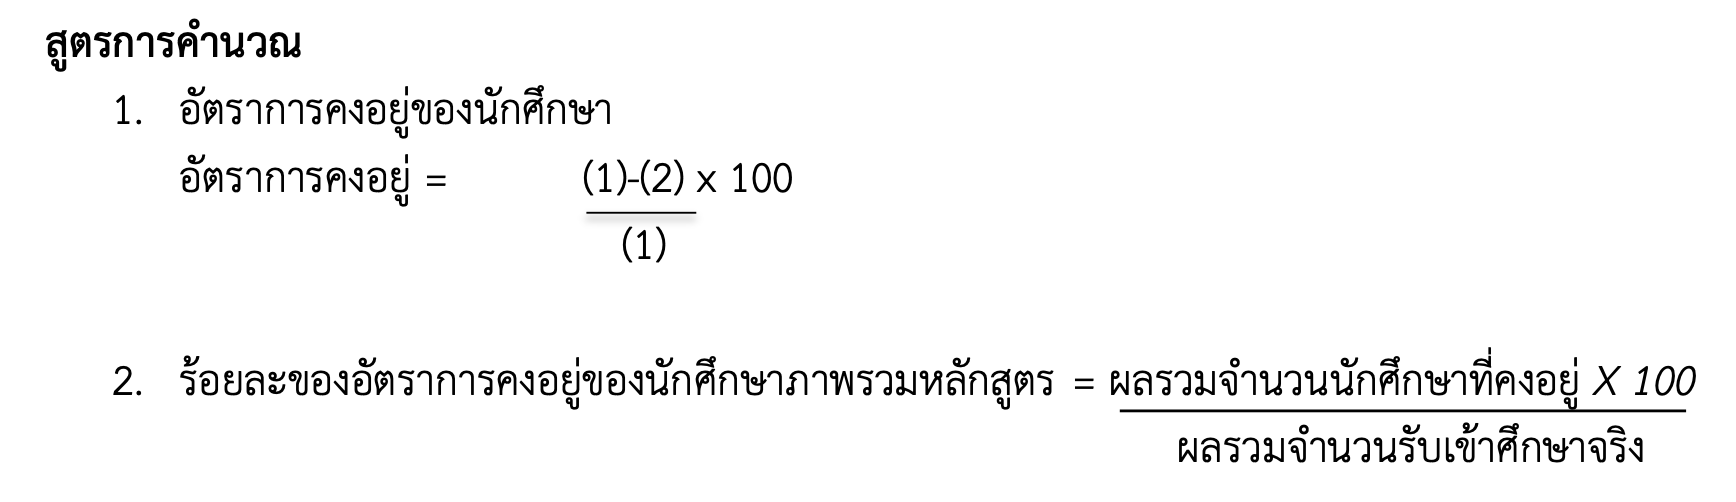 สูตรการคำนวณ
1. อัตราการคงอยู่ของนักศึกษา
อัตราการคงอยู่ = (1)-(2) x 100
(1)
2. ร้อยละของอัตราการคงอยู่ของนักศึกษาภาพรวมหลักสูตร = ผลรวมจำนวนนักศึกษาที่คงอยู่ X 100
ผลรวมจำนวนรับเข้าศึกษาจริง